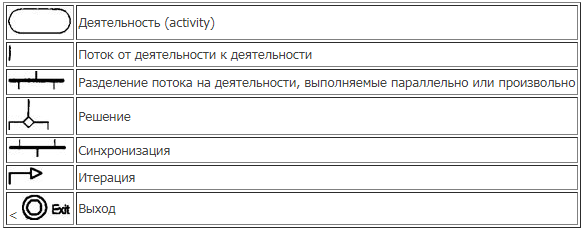 Деятельность (activity)
Поток от деятельности к деятельности
Разделение потока на деятельности, выполняемые параллельно или произвольно
Решение
Синхронизация
Итерация
< Exit Выход